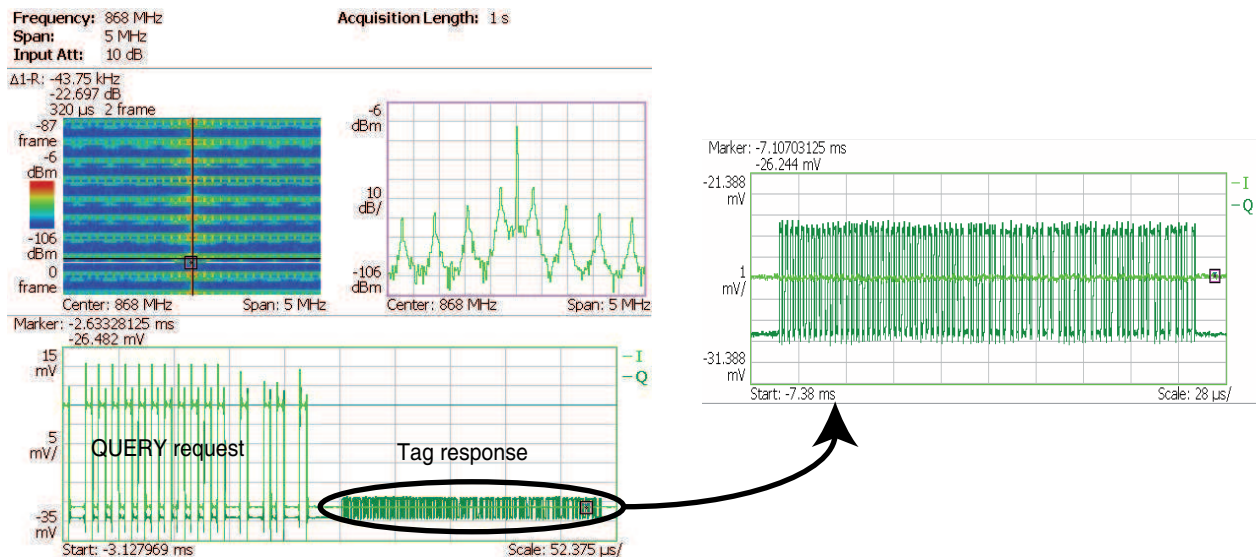 Frequency: 868 MHz
Span: 5 MHz
Input Att: 10 dB
Acquisition Length: 1 s
Δ1-R: -43.75 kHz
-22.697 dB
320 µs 2 frame
-87
frame
-6
dBm
-106
dBm
0
frame
Center: 868 MHz Span: 5 MHz
-6
dBm
10
dB/
-106
dBm
Center: 868 MHz Span: 5 MHz
Marker: -2.63328125 ms
-26.482 mV
15
mV
5
mV/
-35
mV
QUERY request
Tag response
-I
-Q
Start: -3.127969 ms Scale: 52.375 µs/
Marker: -7.10703125 ms
-26.244 mV
-21.388
mV
1
mV/
-31.388
mV
-I
-Q
Start: -7.38 ms Scale: 28 µs/